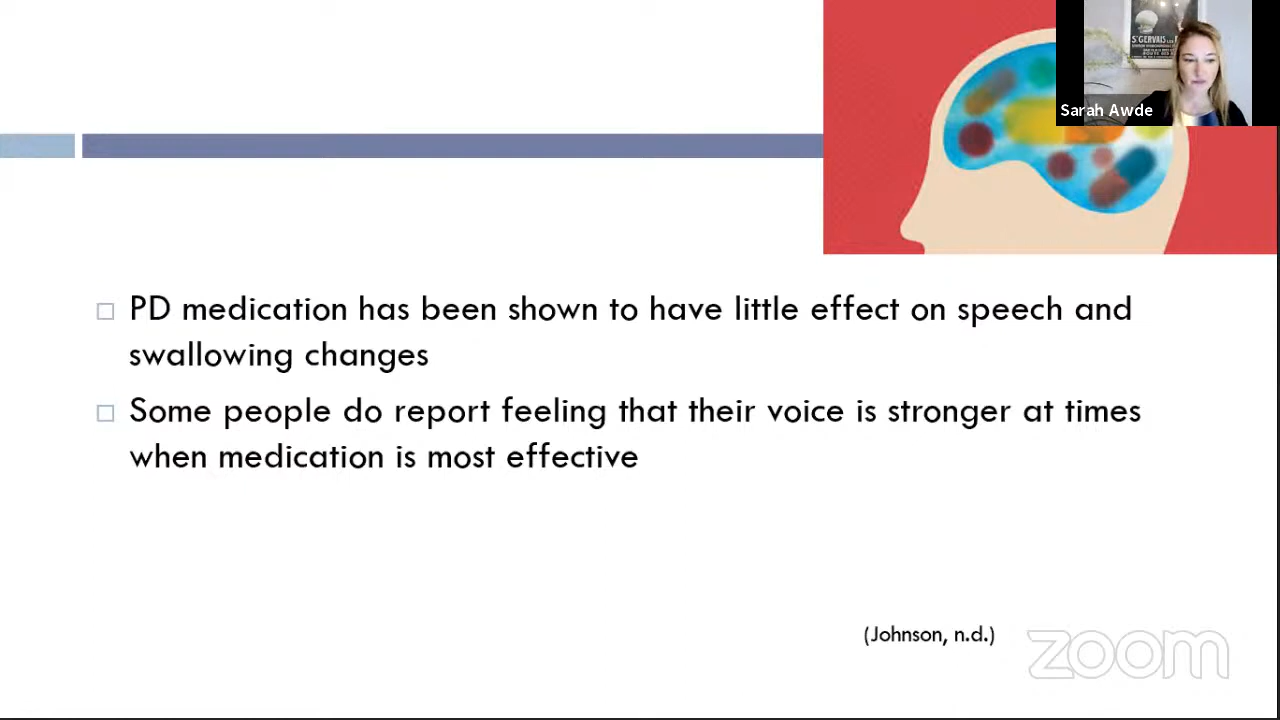 S'GERVAIS
Sarah Awde
PD medication has been shown to have little effect on speech and
swallowing changes
Some people do report feeling that their voice is stronger at times
when medication is most effective
(Johnson, n.d.)
zoom